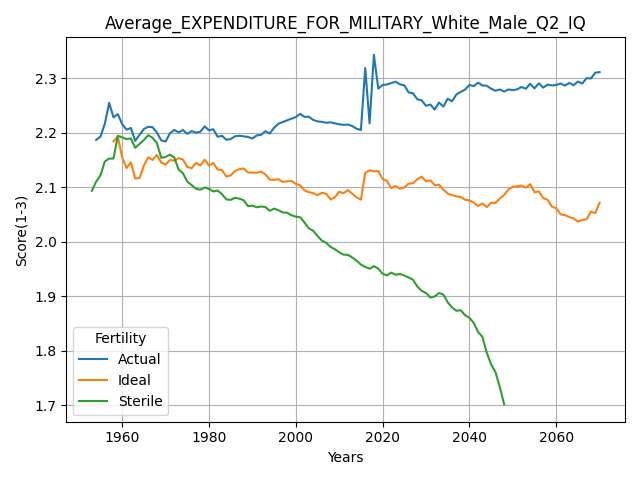 Average_EXPENDITURE_FOR_MILITARY_White_Male_Q2_IQ
Score(1-3)
2.3
2.2
2.1
2.0
1.9
1.8
1.7
Fertility
Actual
Ideal
Sterile
1960
1980
2000
2020
2040
2060
Years